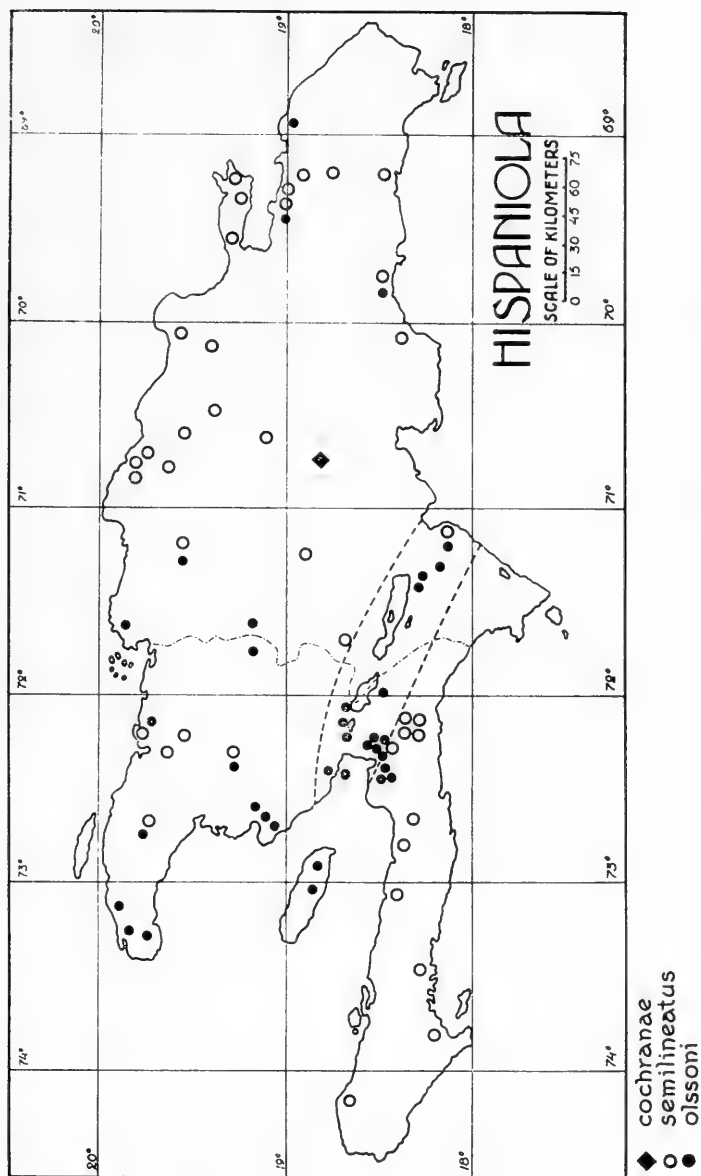 74° 73° 72° 71° 70° 69°
20° 20°
19° 19°
18° 18°
HISPANIOLA
SCALE OF KILOMETERS
0 15 30 45 60 75
74° 73° 72° 71° 70° 69°
cochranae
semilineatus
olssoni